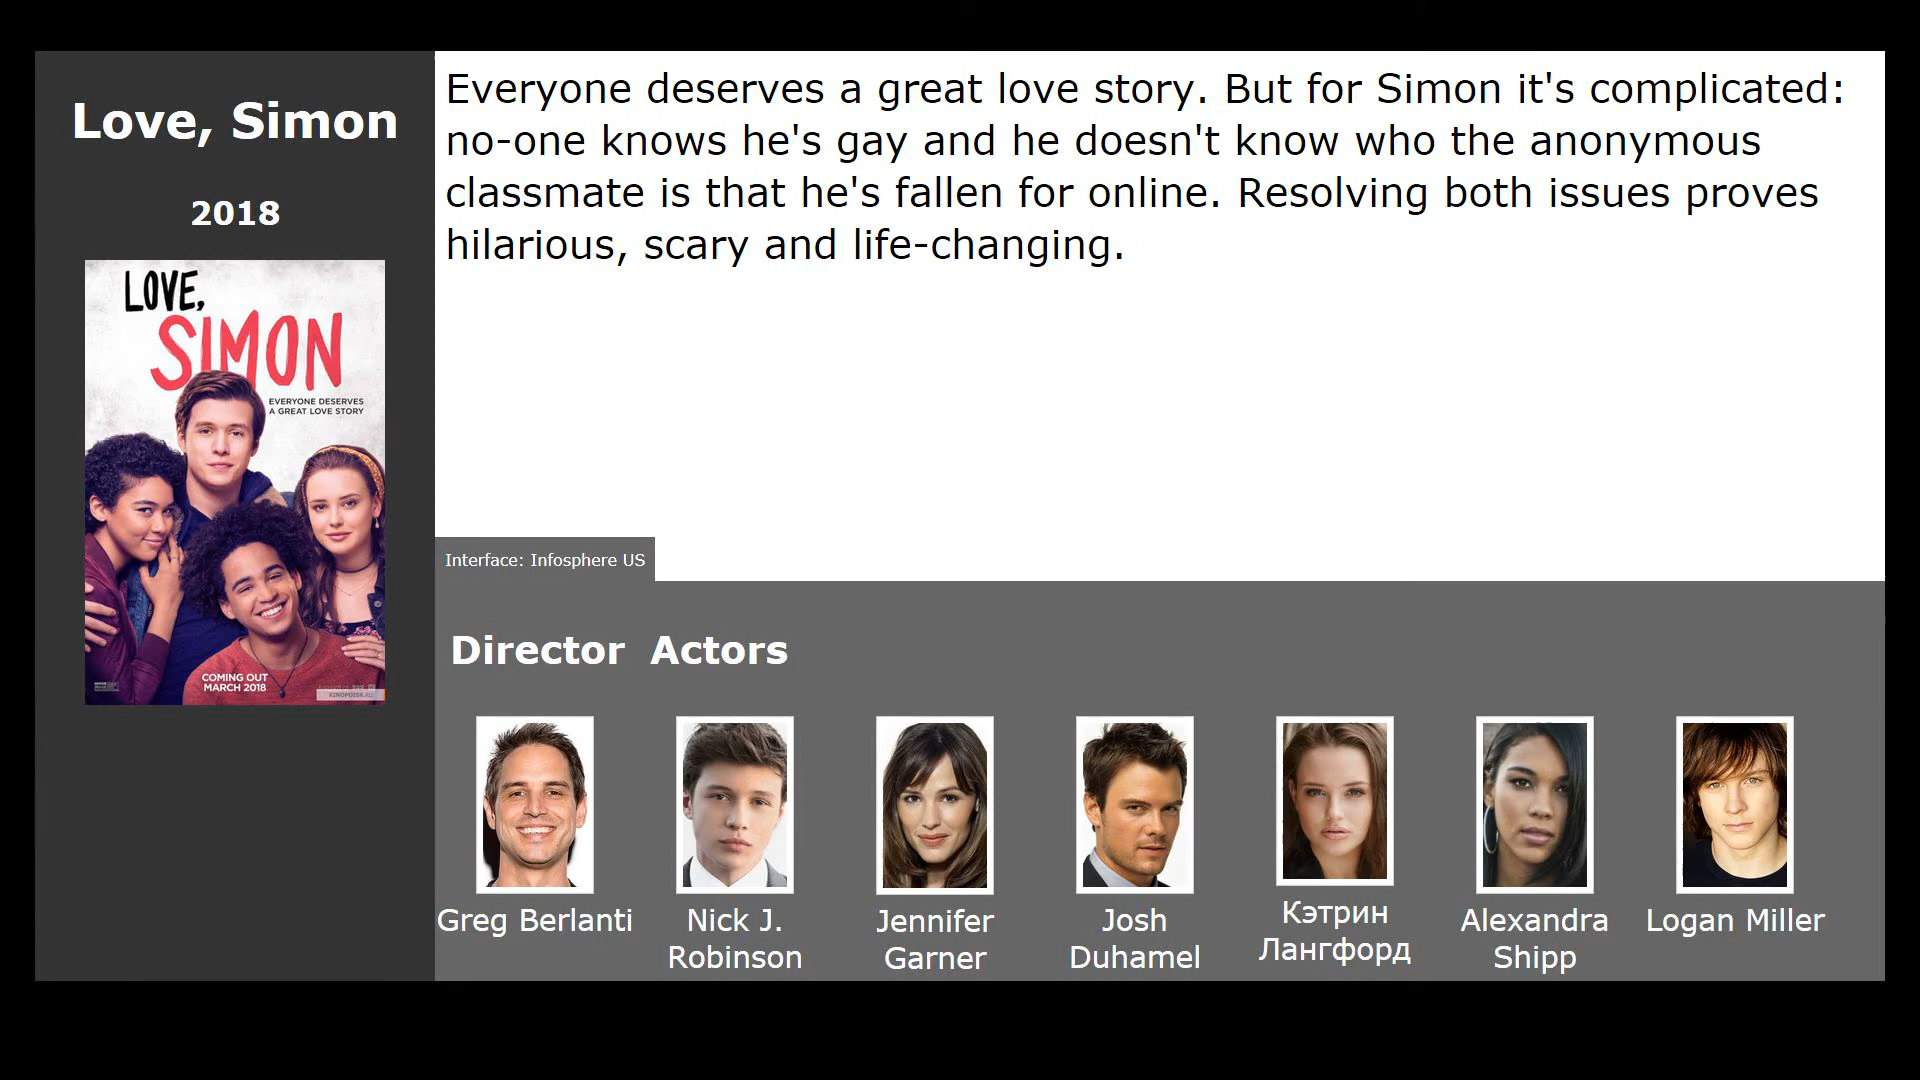 Love, Simon
2018
LOVE,
SIMON
EVERYONE DESERVES
A GREAT LOVE STORY
COMING OUT
MARCH 2018
KINOPOISK.RU
Everyone deserves a great love story. But for Simon it's complicated:
no-one knows he's gay and he doesn't know who the anonymous
classmate is that he's fallen for online. Resolving both issues proves
hilarious, scary and life-changing.
Interface: Infosphere US
Director Actors
Greg Berlanti
Nick J.
Robinson
Jennifer
Garner
Josh
Duhamel
Кэтрин
Лангфорд
Alexandra
Shipp
Logan Miller